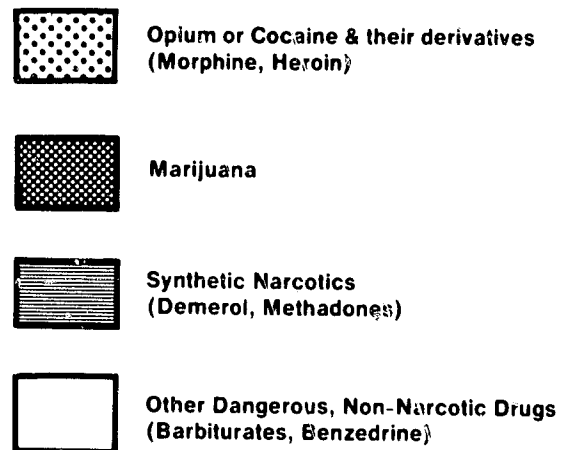 Opium or Cocaine & their derivatives
(Morphine, Heroin)
Marijuana
Synthetic Narcotics
(Demerol, Methadones)
Other Dangerous, Non-Narcotic Drugs
(Barbiturates, Benzedrine)